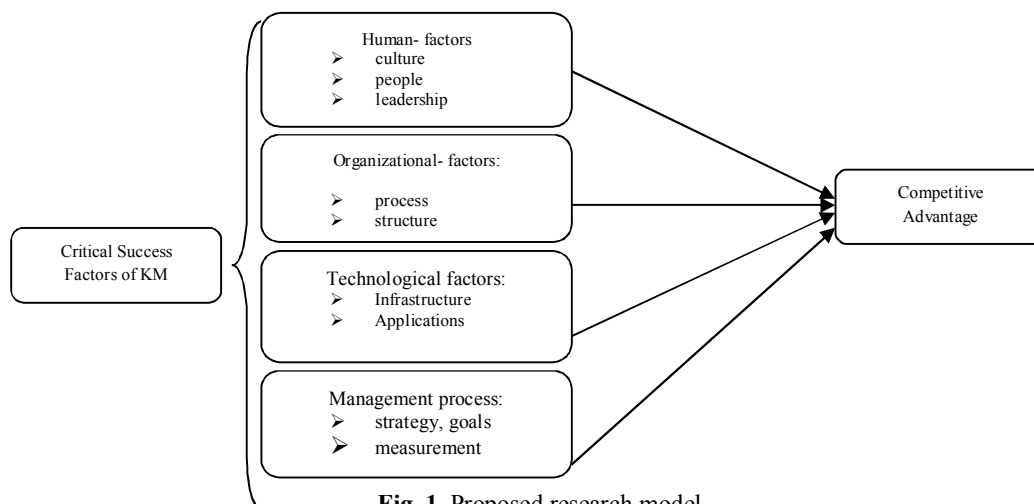 Human- factors
➢ culture
➢ people
➢ leadership
Organizational- factors:
➢ process
➢ structure
Critical Success
Factors of KM
Technological factors:
➢ Infrastructure
➢ Applications
Management process:
➢ strategy, goals
➢ measurement
Competitive
Advantage
Fig. 1. Proposed research model